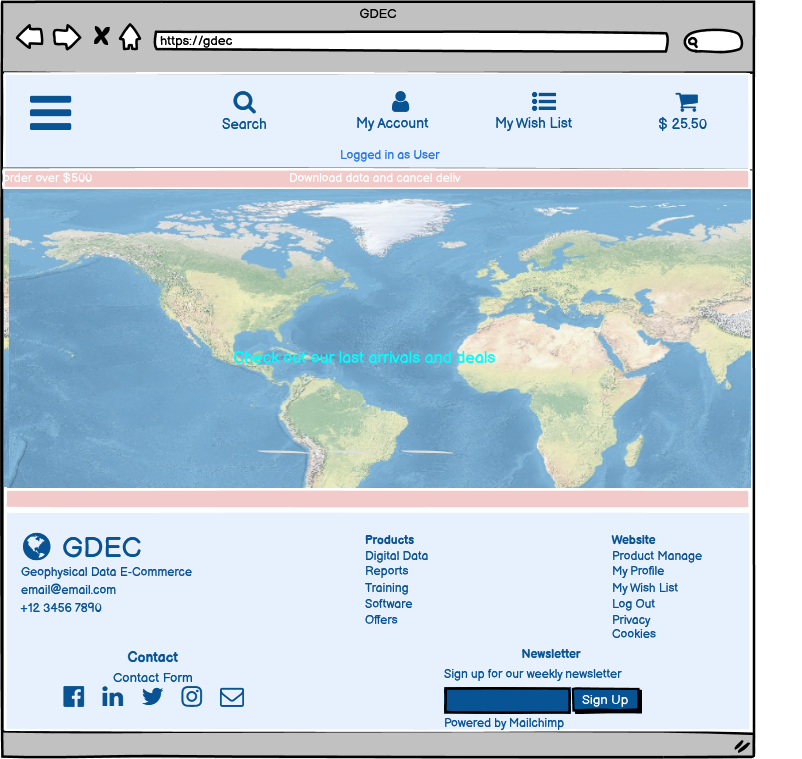 GDEC
https://gdec
Search
My Account
My Wish List
$ 25.50
Logged in as User
order over $500
Download data and cancel deliv
Check out our last arrivals and deals
GDEC
Geophysical Data E-Commerce
email@email.com
+12 3456 7890
Products
Digital Data
Reports
Training
Software
Offers
Website
Product Manage
My Profile
My Wish List
Log Out
Privacy
Cookies
Contact
Contact Form
Newsletter
Sign up for our weekly newsletter
Sign Up
Powered by Mailchimp